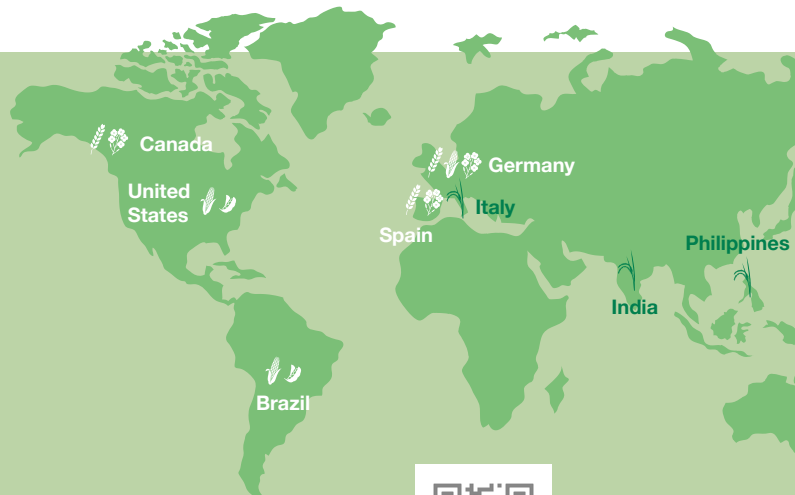 Canada
United
States
Germany
Italy
Spain
Philippines
India
Brazil